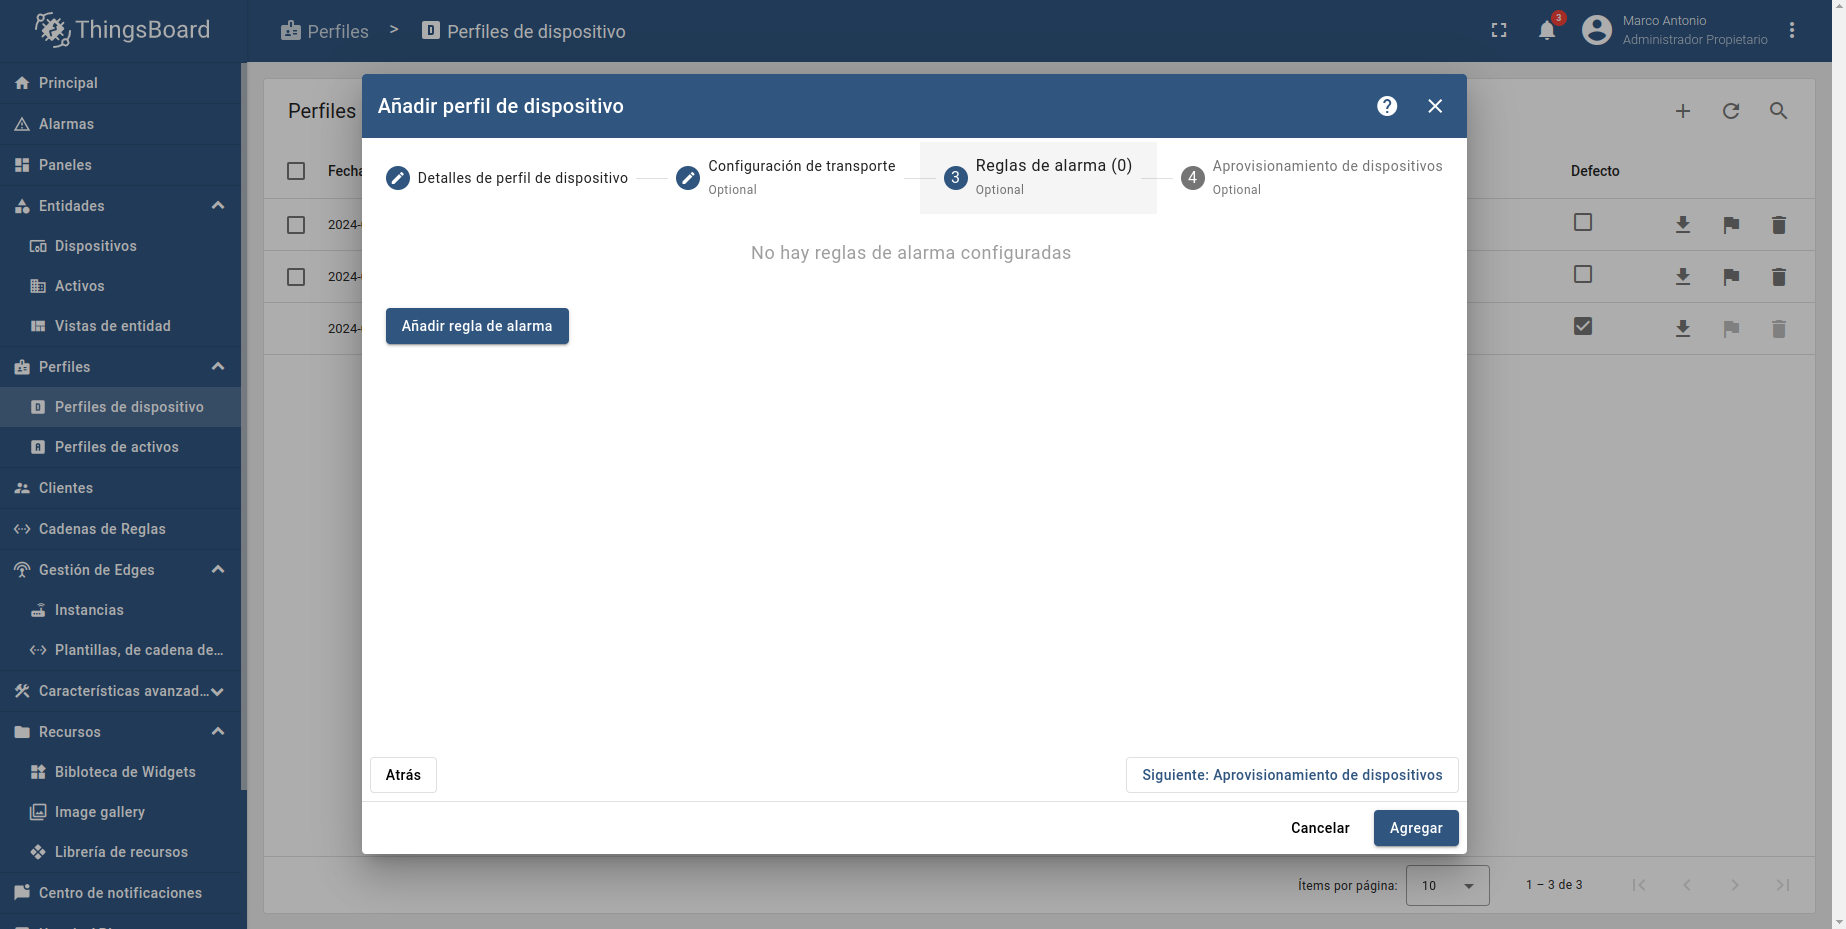 ThingsBoard
Perfiles > Perfiles de dispositivo
3
Marco Antonio
Administrador Propietario
Principal
Alarmas
Paneles
Entidades
Dispositivos
Activos
Vistas de entidad
Perfiles
Perfiles de dispositivo
Perfiles de activos
Clientes
Cadenas de Reglas
Gestión de Edges
Instancias
Plantillas, de cadena de…
Características avanzad…
Recursos
Bibloteca de Widgets
Image gallery
Librería de recursos
Centro de notificaciones
Perfiles
Fecha
Defecto
2024-
2024-
2024-
Añadir perfil de dispositivo
Detalles de perfil de dispositivo
Configuración de transporte
Optional
3
Reglas de alarma (0)
Optional
4
Aprovisionamiento de dispositivos
Optional
No hay reglas de alarma configuradas
Añadir regla de alarma
Atrás
Siguiente: Aprovisionamiento de dispositivos
Cancelar
Agregar
Ítems por página:
10
1 – 3 de 3